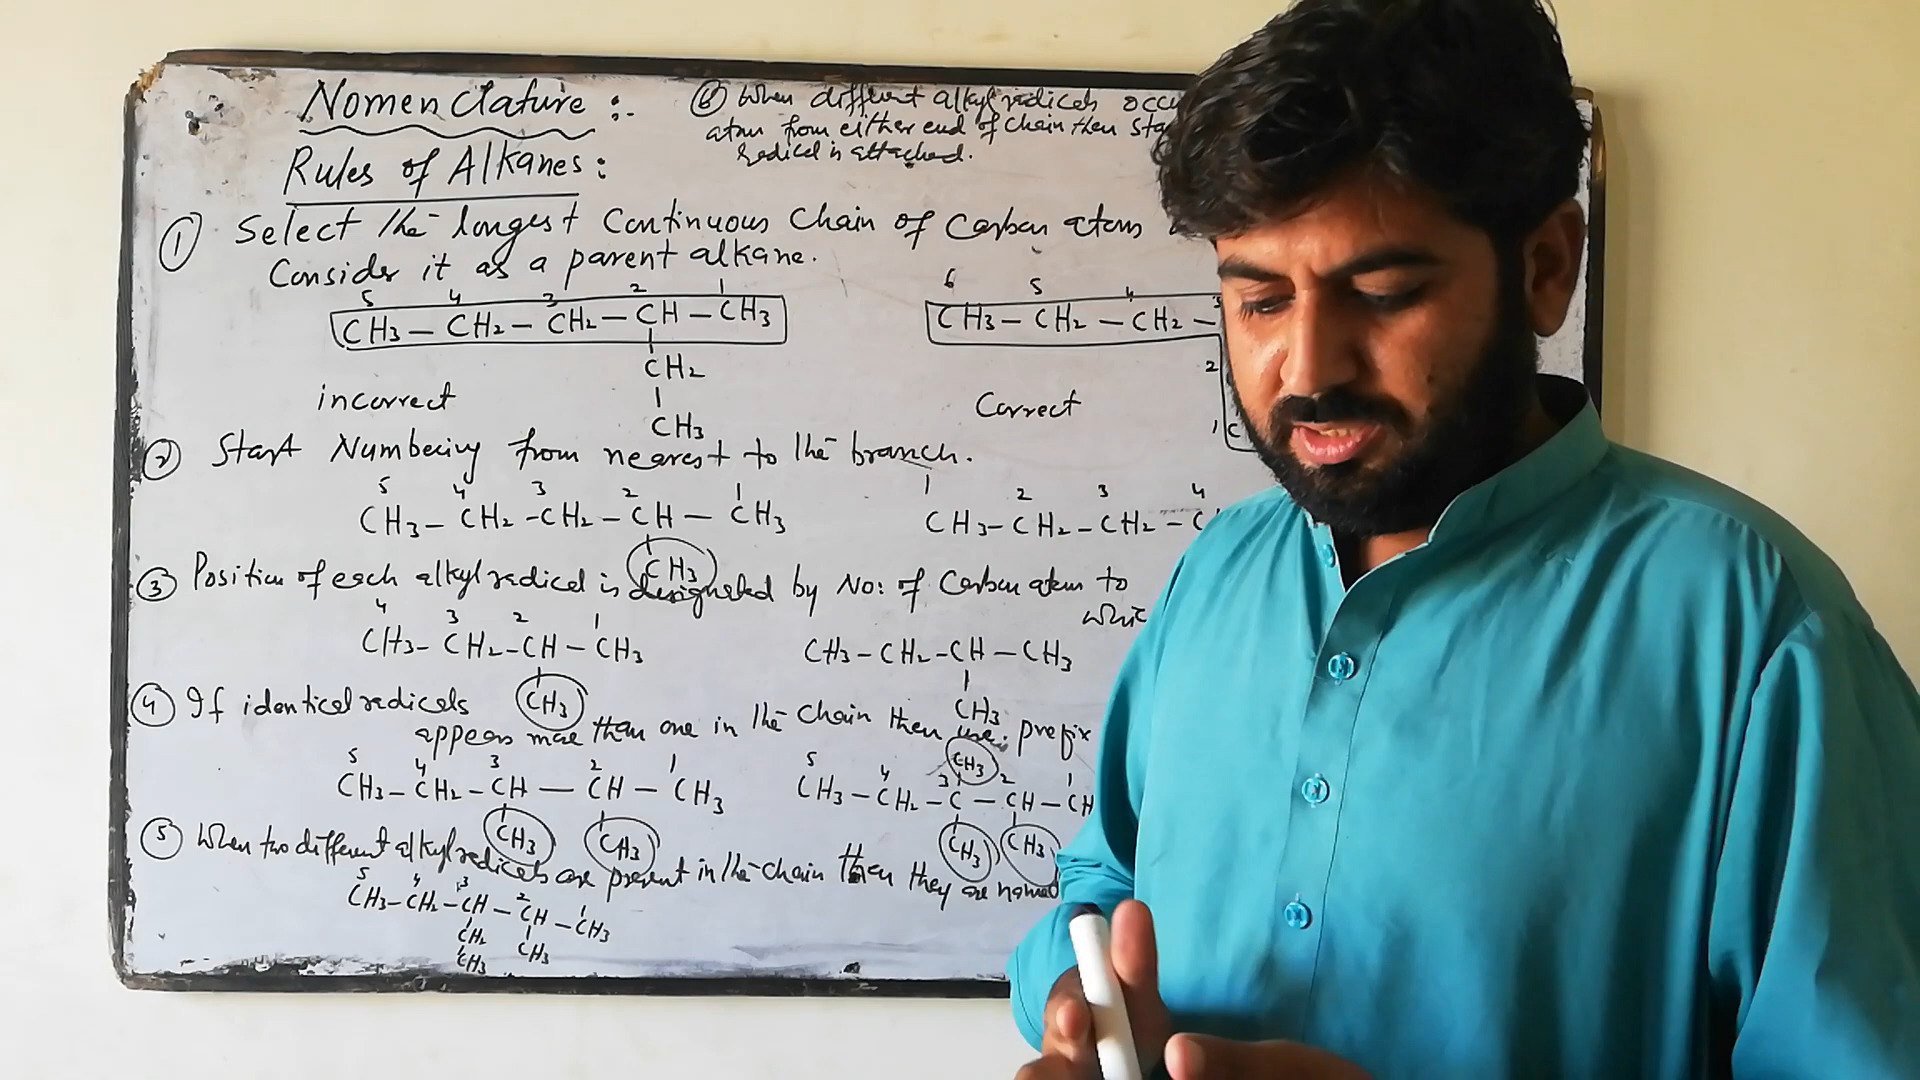 Nomenclature :-
Rules of Alkanes:
⑥ When different alkyl radicals occu
atom from either end of chain then sta
radical is attached.
① Select the longest Continuous Chain of Carbon atoms
Consider it as a parent alkane.
5 4 3 2 1
CH3 — CH2 — CH2 — CH — CH3
CH2
CH3
incorrect
6 5 4 3
CH3 — CH2 — CH2 —
2
1 C
Correct
② Start Numbering from nearest to the branch.
5 4 3 2 1
CH3 — CH2 - CH2 — CH — CH3
CH3
1 2 3 4
CH3 - CH2 - CH2 - C
③ Position of each alkyl radical is designated by No: of Carbon atom to
whic
4 3 2 1
CH3 - CH2 - CH — CH3
CH3
CH3 - CH2 - CH — CH3
CH3
④ If identical radicals
appears more than one in the chain then use prefix
5 4 3 2 1
CH3 — CH2 — CH — CH — CH3
CH3 CH3
CH3
5 4 3 2 1
CH3 — CH2 — C — CH — CH
CH3 CH3
⑤ When two different alkyl radicals are present in the chain then they are named
5 4 3 2 1
CH3 — CH2 — CH — CH — CH3
CH2 CH3
CH3